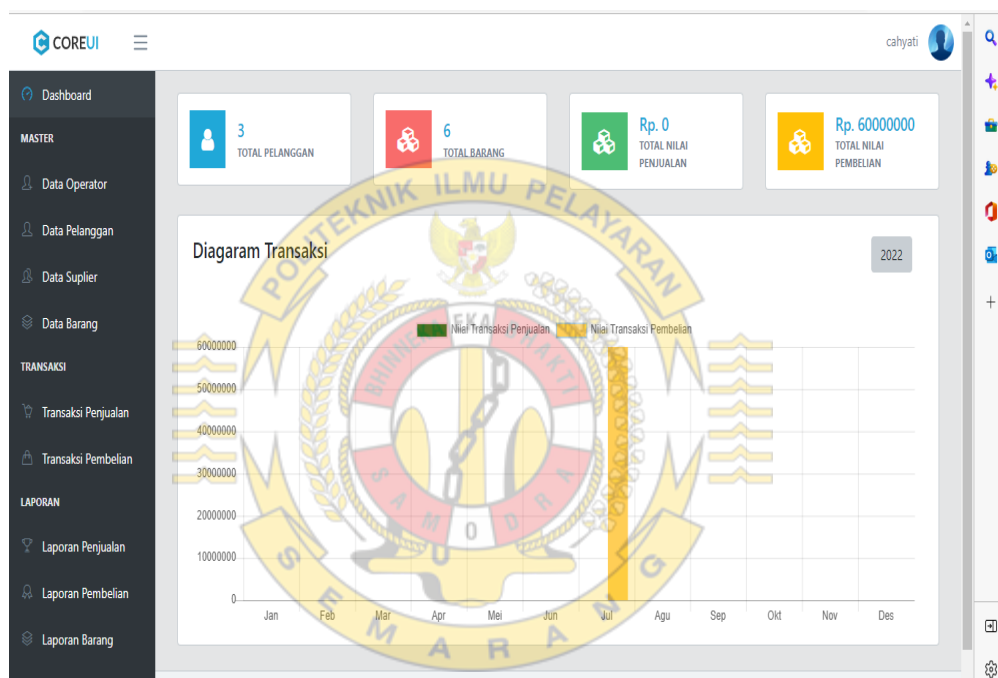 COREUI
cahyati
Dashboard
MASTER
Data Operator
Data Pelanggan
Data Suplier
Data Barang
TRANSAKSI
Transaksi Penjualan
Transaksi Pembelian
LAPORAN
Laporan Penjualan
Laporan Pembelian
Laporan Barang
3
TOTAL PELANGGAN
6
TOTAL BARANG
Rp. 0
TOTAL NILAI
PENJUALAN
Rp. 60000000
TOTAL NILAI
PEMBELIAN
Diagaram Transaksi
2022
Nilai Transaksi Penjualan Nilai Transaksi Pembelian
60000000
50000000
40000000
30000000
20000000
10000000
0
Jan Feb Mar Apr Mei Jun Jul Agu Sep Okt Nov Des
POLITEKNIK ILMU PELAYARAN
BHINNEKA BHAKTI
SAMODRA
SEMARANG